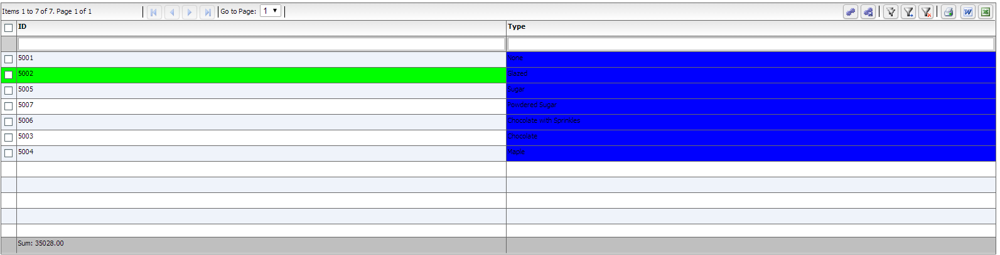 Items 1 to 7 of 7. Page 1 of 1 Go to Page: 1
ID Type
5001 None
5002 Glazed
5005 Sugar
5007 Powdered Sugar
5006 Chocolate with Sprinkles
5003 Chocolate
5004 Maple
Sum: 35028.00